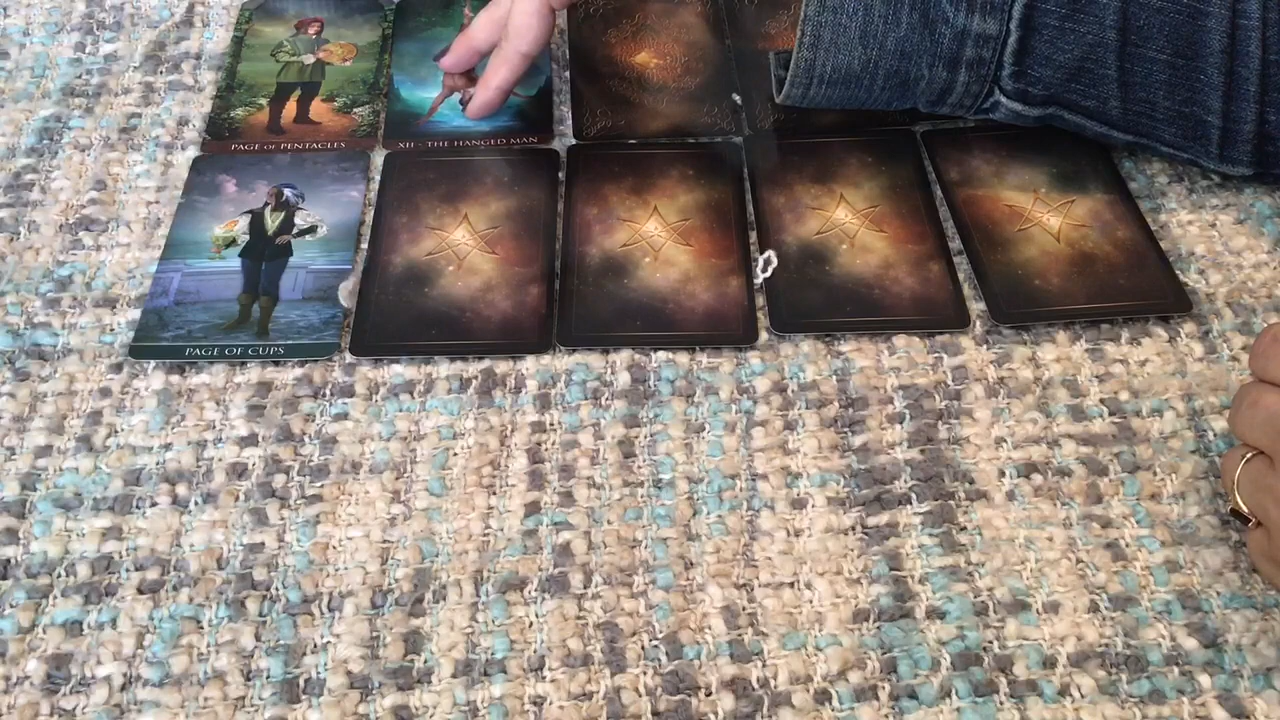 PAGE OF PENTACLES
XII - THE HANGED MAN
PAGE OF CUPS